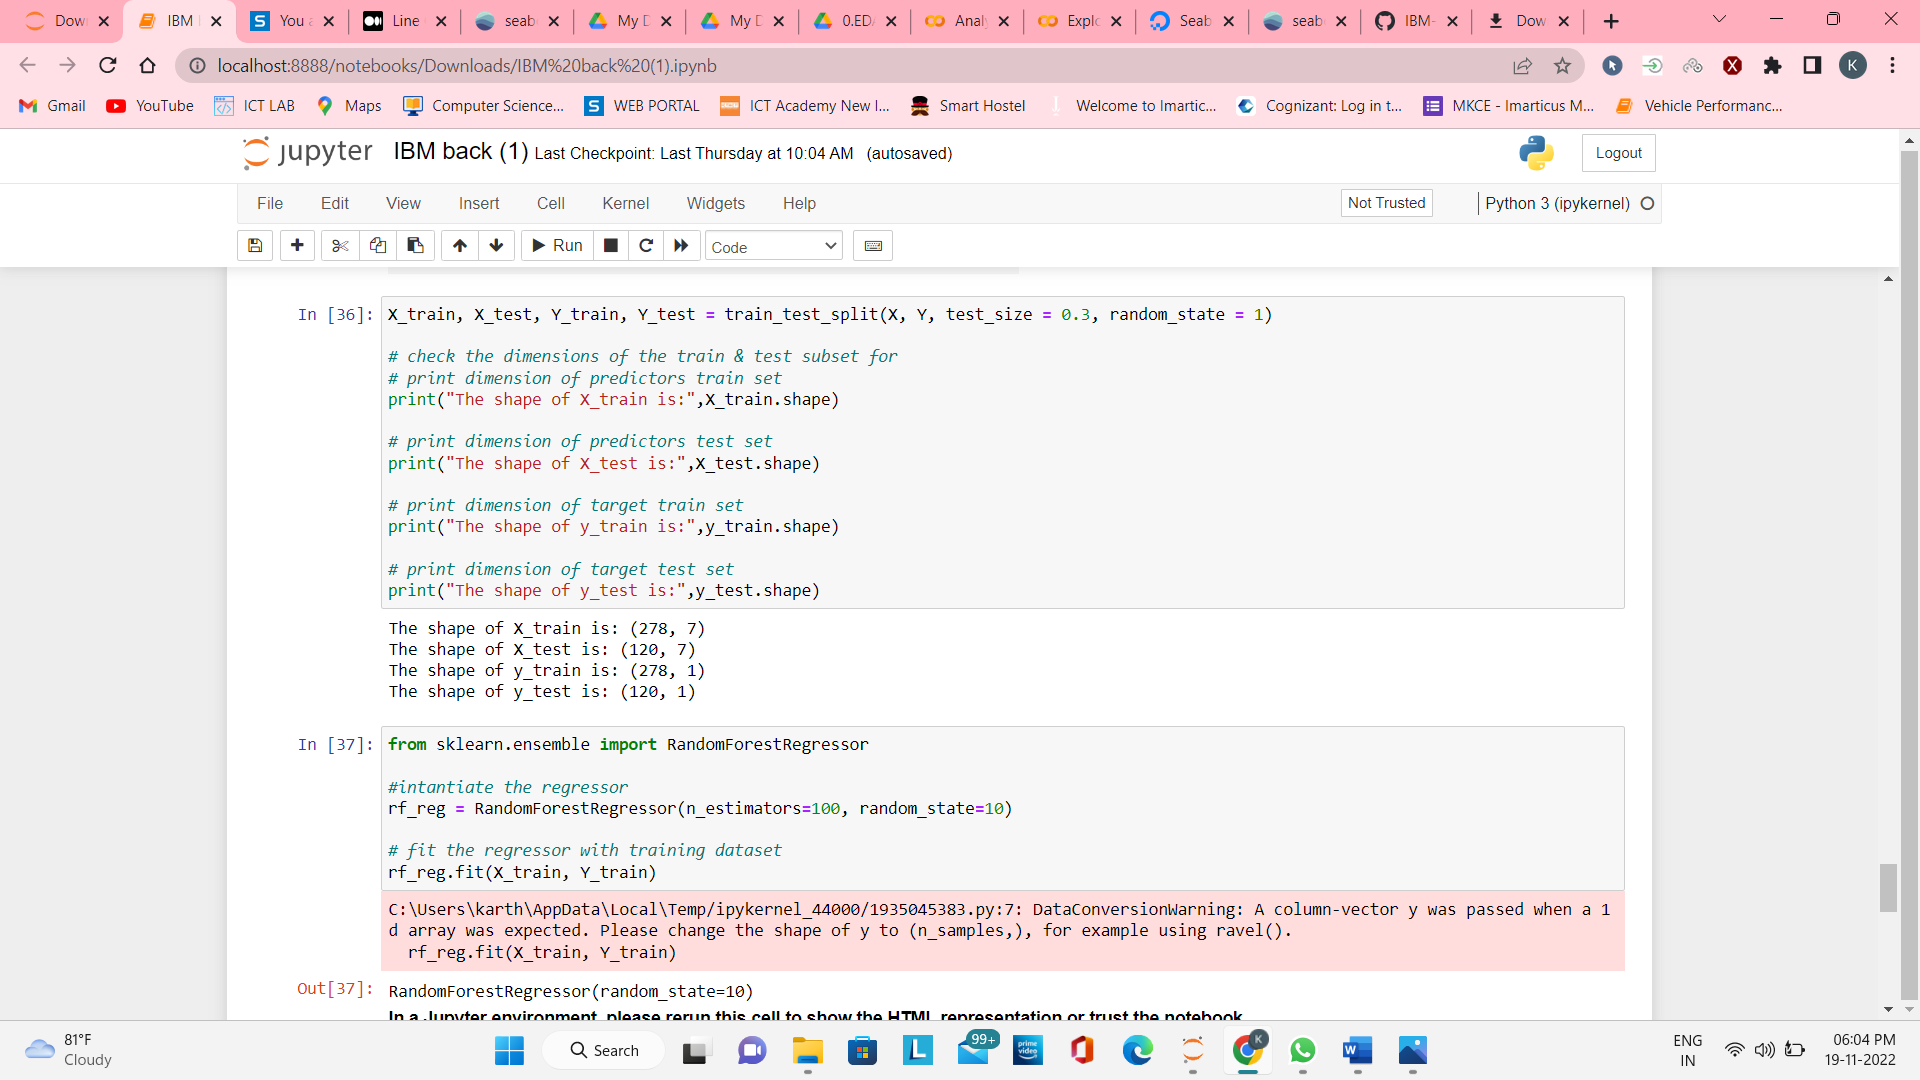 Dow
IBM
You a
Line
seab
My D
My D
0.ED
Analy
Explo
Seab
seab
IBM-
Dow
localhost:8888/notebooks/Downloads/IBM%20back%20(1).ipynb
K
Gmail
YouTube
ICT LAB
Maps
Computer Science...
S WEB PORTAL
ICT Academy New I...
Smart Hostel
Welcome to Imartic...
Cognizant: Log in t...
MKCE - Imarticus M...
Vehicle Performanc...
jupyter IBM back (1) Last Checkpoint: Last Thursday at 10:04 AM (autosaved)
Logout
File Edit View Insert Cell Kernel Widgets Help
Not Trusted
Python 3 (ipykernel)
Run
Code
In [36]: X_train, X_test, Y_train, Y_test = train_test_split(X, Y, test_size = 0.3, random_state = 1)
# check the dimensions of the train & test subset for
# print dimension of predictors train set
print("The shape of X_train is:",X_train.shape)
# print dimension of predictors test set
print("The shape of X_test is:",X_test.shape)
# print dimension of target train set
print("The shape of y_train is:",y_train.shape)
# print dimension of target test set
print("The shape of y_test is:",y_test.shape)
The shape of X_train is: (278, 7)
The shape of X_test is: (120, 7)
The shape of y_train is: (278, 1)
The shape of y_test is: (120, 1)
In [37]: from sklearn.ensemble import RandomForestRegressor
#intantiate the regressor
rf_reg = RandomForestRegressor(n_estimators=100, random_state=10)
# fit the regressor with training dataset
rf_reg.fit(X_train, Y_train)
C:\Users\karth\AppData\Local\Temp/ipykernel_44000/1935045383.py:7: DataConversionWarning: A column-vector y was passed when a 1
d array was expected. Please change the shape of y to (n_samples,), for example using ravel().
rf_reg.fit(X_train, Y_train)
Out[37]: RandomForestRegressor(random_state=10)
In a Jupyter environment, please rerun this cell to show the HTML representation or trust the notebook.
81°F
Cloudy
Search
99+
prime video
K
ENG
IN
06:04 PM
19-11-2022